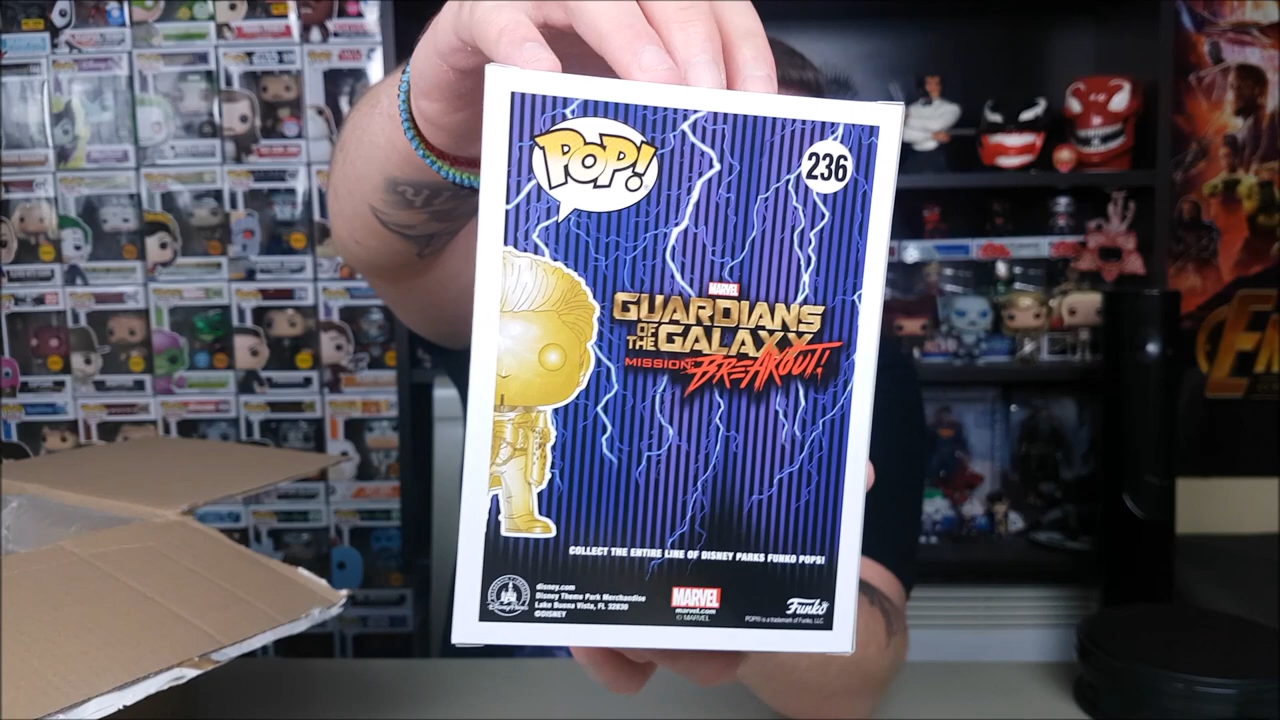 POP!
236
MARVEL
GUARDIANS
OF THE GALAXY
MISSION: BREAKOUT!
COLLECT THE ENTIRE LINE OF DISNEY PARKS FUNKO POPS!
disney.com
Disney Theme Park Merchandise
Lake Buena Vista, FL 32830
©DISNEY
MARVEL
marvel.com
© MARVEL
Funko
POP!® is a trademark of Funko, LLC